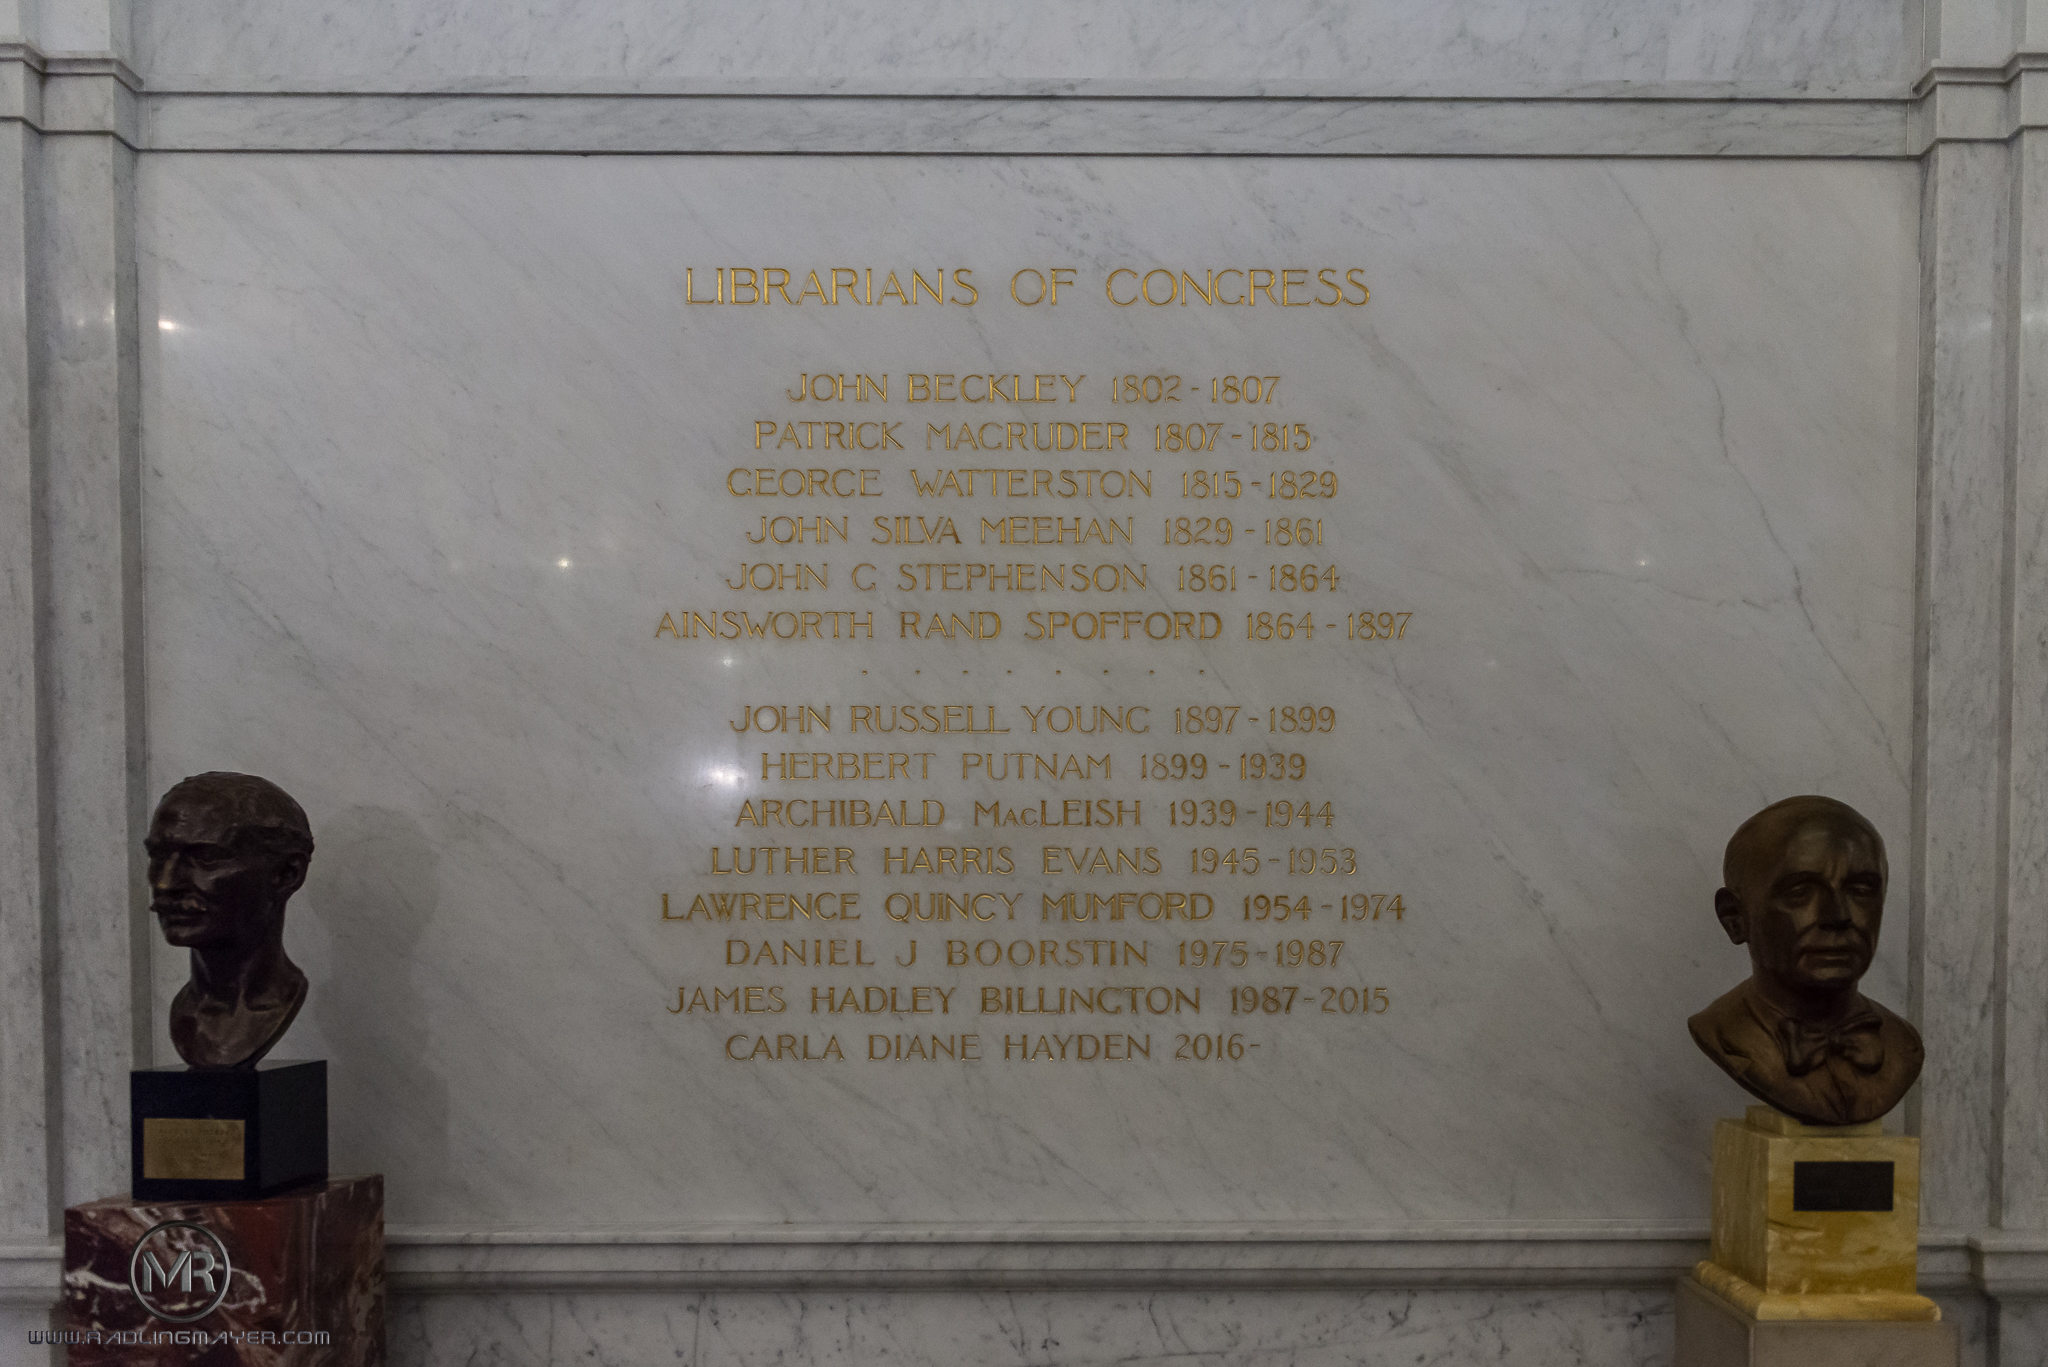 LIBRARIANS OF CONGRESS
JOHN BECKLEY 1802-1807
PATRICK MAGRUDER 1807-1815
GEORGE WATTERSTON 1815-1829
JOHN SILVA MEEHAN 1829-1861
JOHN G STEPHENSON 1861-1864
AINSWORTH RAND SPOFFORD 1864-1897
. . . . . . . .
JOHN RUSSELL YOUNG 1897-1899
HERBERT PUTNAM 1899-1939
ARCHIBALD MacLEISH 1939-1944
LUTHER HARRIS EVANS 1945-1953
LAWRENCE QUINCY MUMFORD 1954-1974
DANIEL J BOORSTIN 1975-1987
JAMES HADLEY BILLINGTON 1987-2015
CARLA DIANE HAYDEN 2016-
MR
WWW.RADLINGMAYER.COM